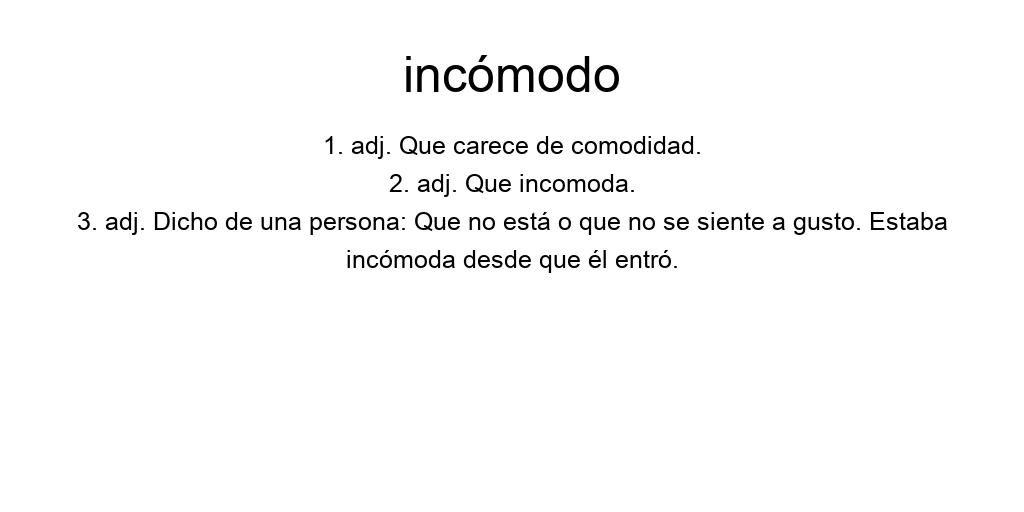 incómodo
1. adj. Que carece de comodidad.
2. adj. Que incomoda.
3. adj. Dicho de una persona: Que no está o que no se siente a gusto. Estaba
incómoda desde que él entró.